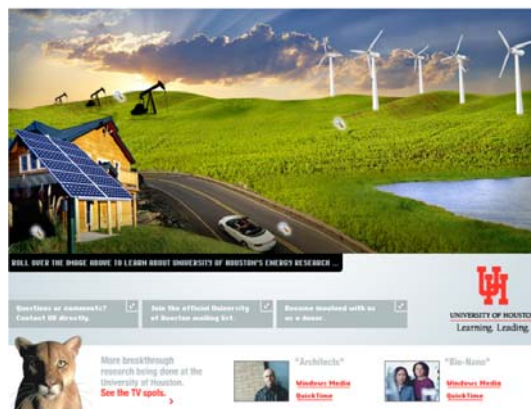 ROLL OVER THE IMAGE ABOVE TO LEARN ABOUT UNIVERSITY OF HOUSTON'S ENERGY RESEARCH ...
Questions or comments?
Contact UH directly.
Join the official University
of Houston mailing list.
Become involved with us
as a donor.
UH
UNIVERSITY OF HOUSTON
Learning. Leading.
More breakthrough
research being done at the
University of Houston.
See the TV spots.
"Architects"
Windows Media
QuickTime
"Bio-Nano"
Windows Media
QuickTime